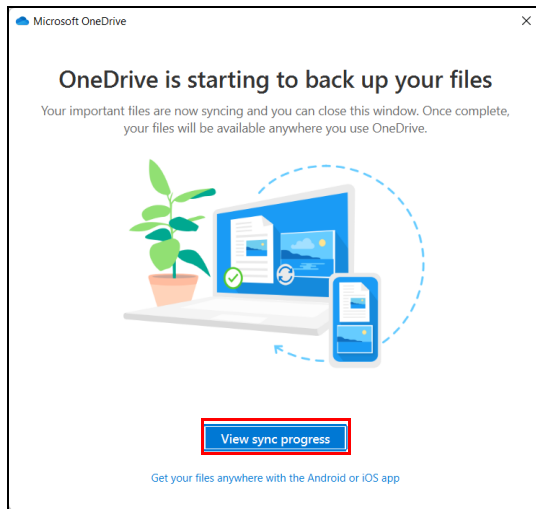 Microsoft OneDrive
OneDrive is starting to back up your files
Your important files are now syncing and you can close this window. Once complete,
your files will be available anywhere you use OneDrive.
View sync progress
Get your files anywhere with the Android or iOS app